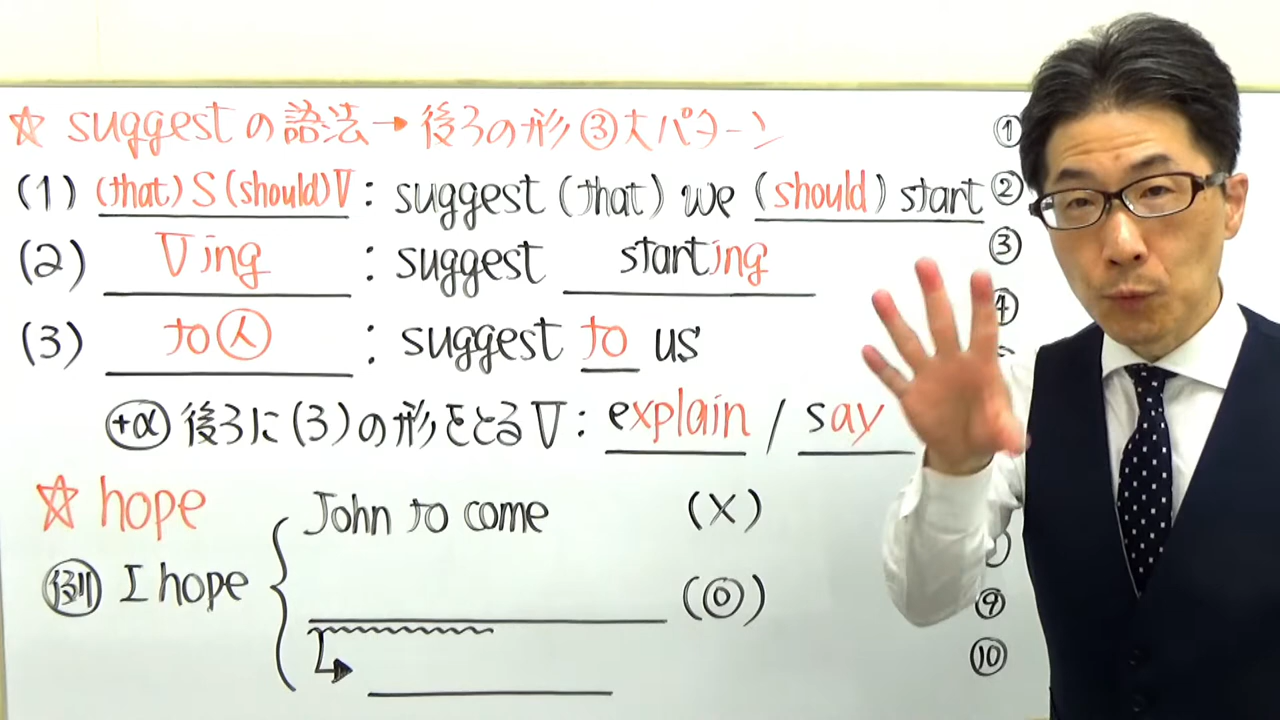 ☆ suggestの語法→後ろの形③大パターン
(1) (that) S (should) V : suggest (that) we (should) start
(2) Ving : suggest starting
(3) to人 : suggest to us
+α 後ろに(3)の形をとるV: explain / say
☆ hope
例 I hope { John to come (×)
(◎)
①
②
③
④
⑨
⑩